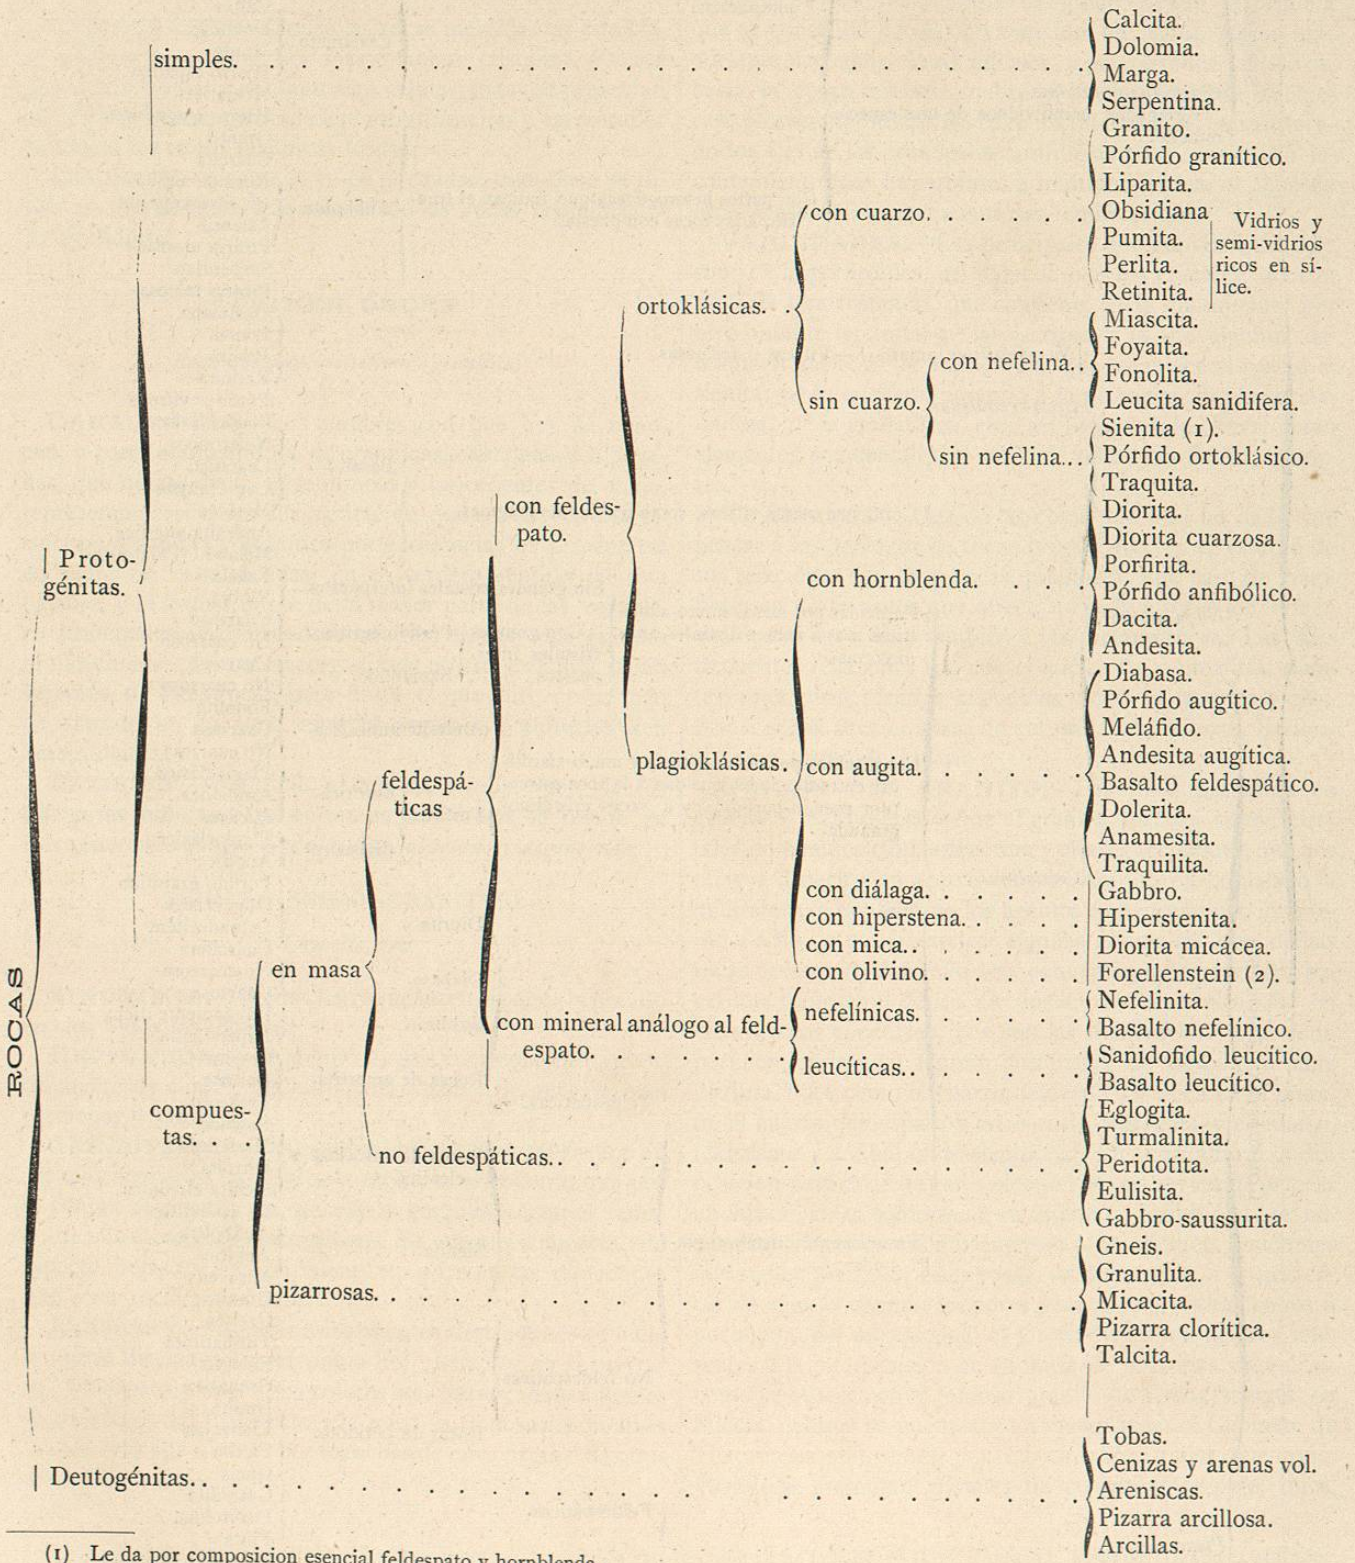 simples.
Calcita.
Dolomia.
Marga.
Serpentina.
Granito.
Pórfido granítico.
Liparita.
con cuarzo.
Obsidiana
Pumita.
Perlita.
Retinita.
Vidrios y
semi-vidrios
ricos en sí-
lice.
ortoklásicas.
Miascita.
Foyaita.
con nefelina..
Fonolita.
sin cuarzo.
Leucita sanidifera.
Sienita (1).
sin nefelina...
Pórfido ortoklásico.
Traquita.
con feldes-
pato.
Diorita.
Diorita cuarzosa.
Proto-
génitas.
Porfirita.
con hornblenda.
Pórfido anfibólico.
Dacita.
Andesita.
Diabasa.
Pórfido augítico.
Meláfido.
plagioklásicas.
con augita.
Andesita augítica.
feldespá-
ticas
Basalto feldespático.
Dolerita.
Anamesita.
Traquilita.
con diálaga.
Gabbro.
con hiperstena.
Hiperstenita.
con mica..
Diorita micácea.
ROCAS
en masa
con olivino.
Forellenstein (2).
con mineral análogo al feld-
espato.
nefelínicas.
Nefelinita.
Basalto nefelínico.
leucíticas..
Sanidofido leucítico.
Basalto leucítico.
compues-
tas.
Eglogita.
Turmalinita.
no feldespáticas..
Peridotita.
Eulisita.
Gabbro-saussurita.
Gneis.
Granulita.
pizarrosas.
Micacita.
Pizarra clorítica.
Talcita.
Tobas.
Cenizas y arenas vol.
Deutogénitas..
Areniscas.
Pizarra arcillosa.
Arcillas.
(1) Le da por composicion esencial feldespato y hornblenda